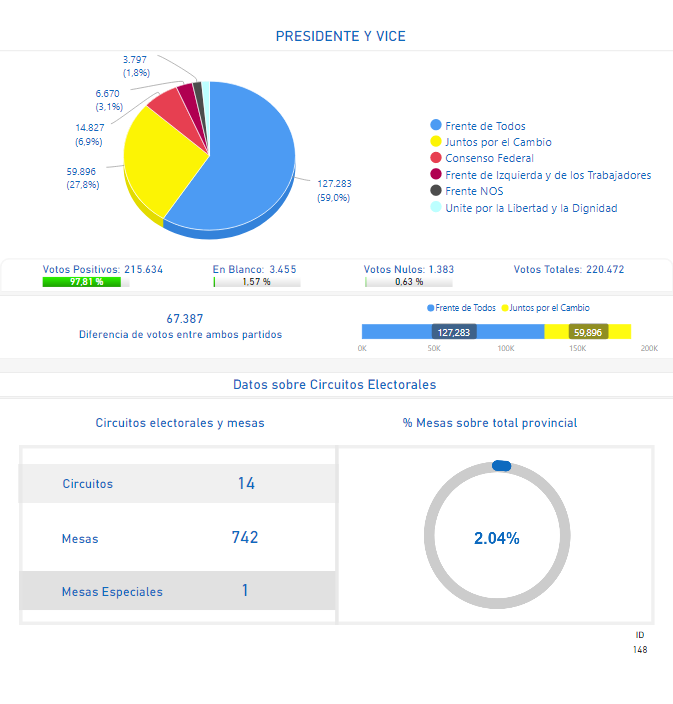 PRESIDENTE Y VICE
3.797
(1,8%)
6.670
(3,1%)
14.827
(6,9%)
59.896
(27,8%)
127.283
(59,0%)
Frente de Todos
Juntos por el Cambio
Consenso Federal
Frente de Izquierda y de los Trabajadores
Frente NOS
Unite por la Libertad y la Dignidad
Votos Positivos: 215.634 En Blanco: 3.455 Votos Nulos: 1.383 Votos Totales: 220.472
97,81 % 1,57 % 0,63 %
67.387
Diferencia de votos entre ambos partidos
Frente de Todos Juntos por el Cambio
127,283 59,896
0K 50K 100K 150K 200K
Datos sobre Circuitos Electorales
Circuitos electorales y mesas % Mesas sobre total provincial
Circuitos 14
Mesas 742
Mesas Especiales 1
2.04%
ID
148